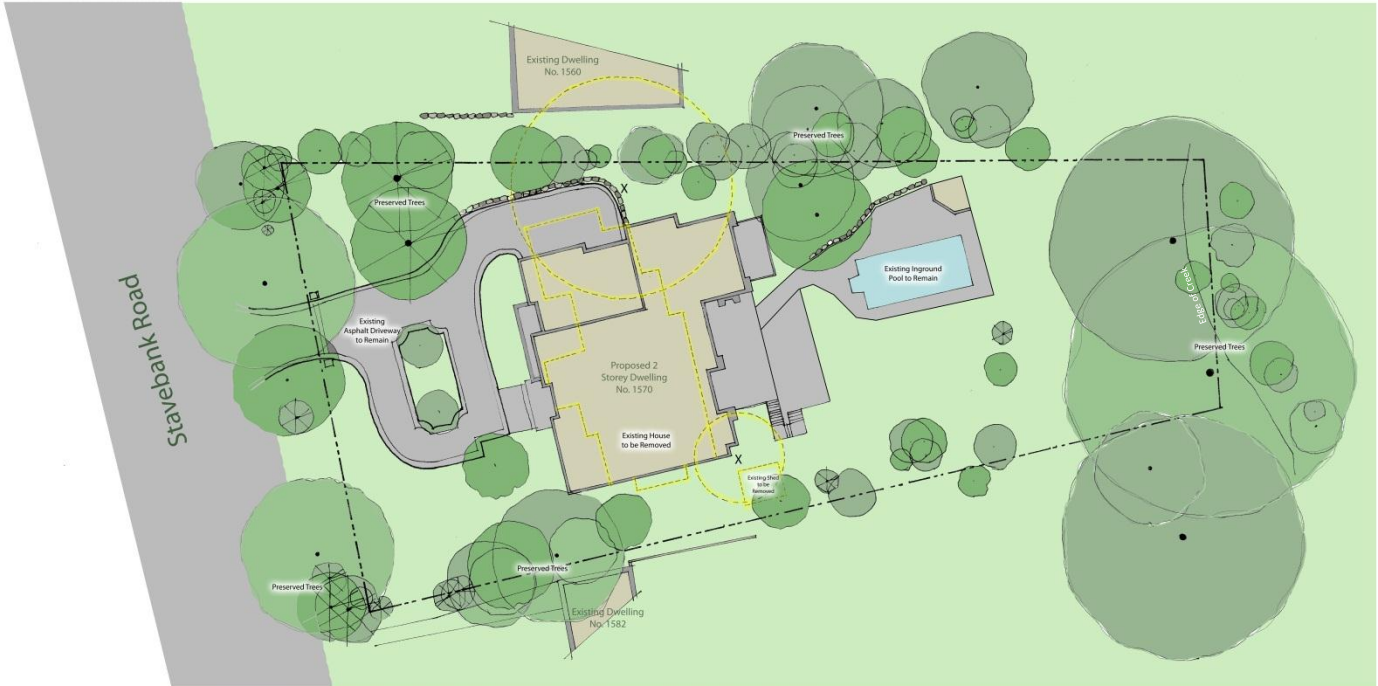 Existing Dwelling
No. 1560
Preserved Trees
Preserved Trees
Existing Inground
Pool to Remain
Edge of Creek
Stavebank Road
Existing
Asphalt Driveway
to Remain
Preserved Trees
Proposed 2
Storey Dwelling
No. 1570
Existing House
to be Removed
X
X
Existing Shed
to be
Removed
Preserved Trees
Preserved Trees
Existing Dwelling
No. 1582